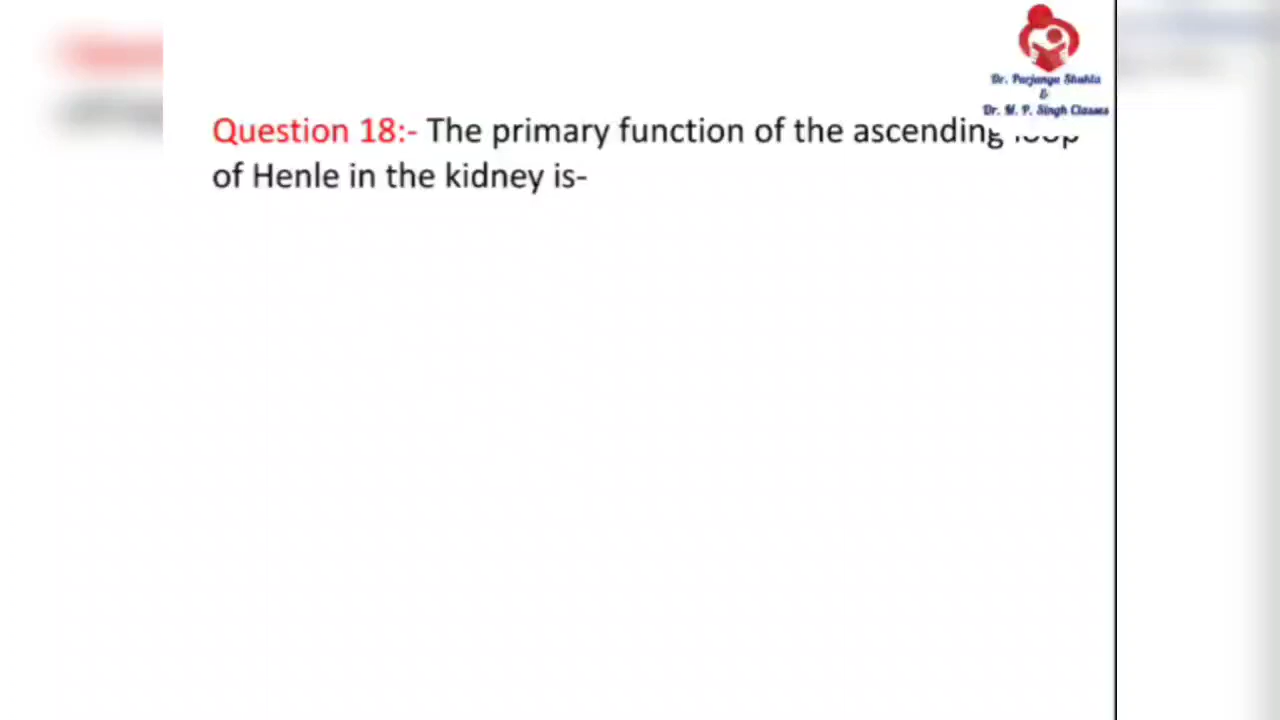 Dr. Parjanya Shukla
&
Dr. M. P. Singh Classes
Question 18:- The primary function of the ascending loop
of Henle in the kidney is-